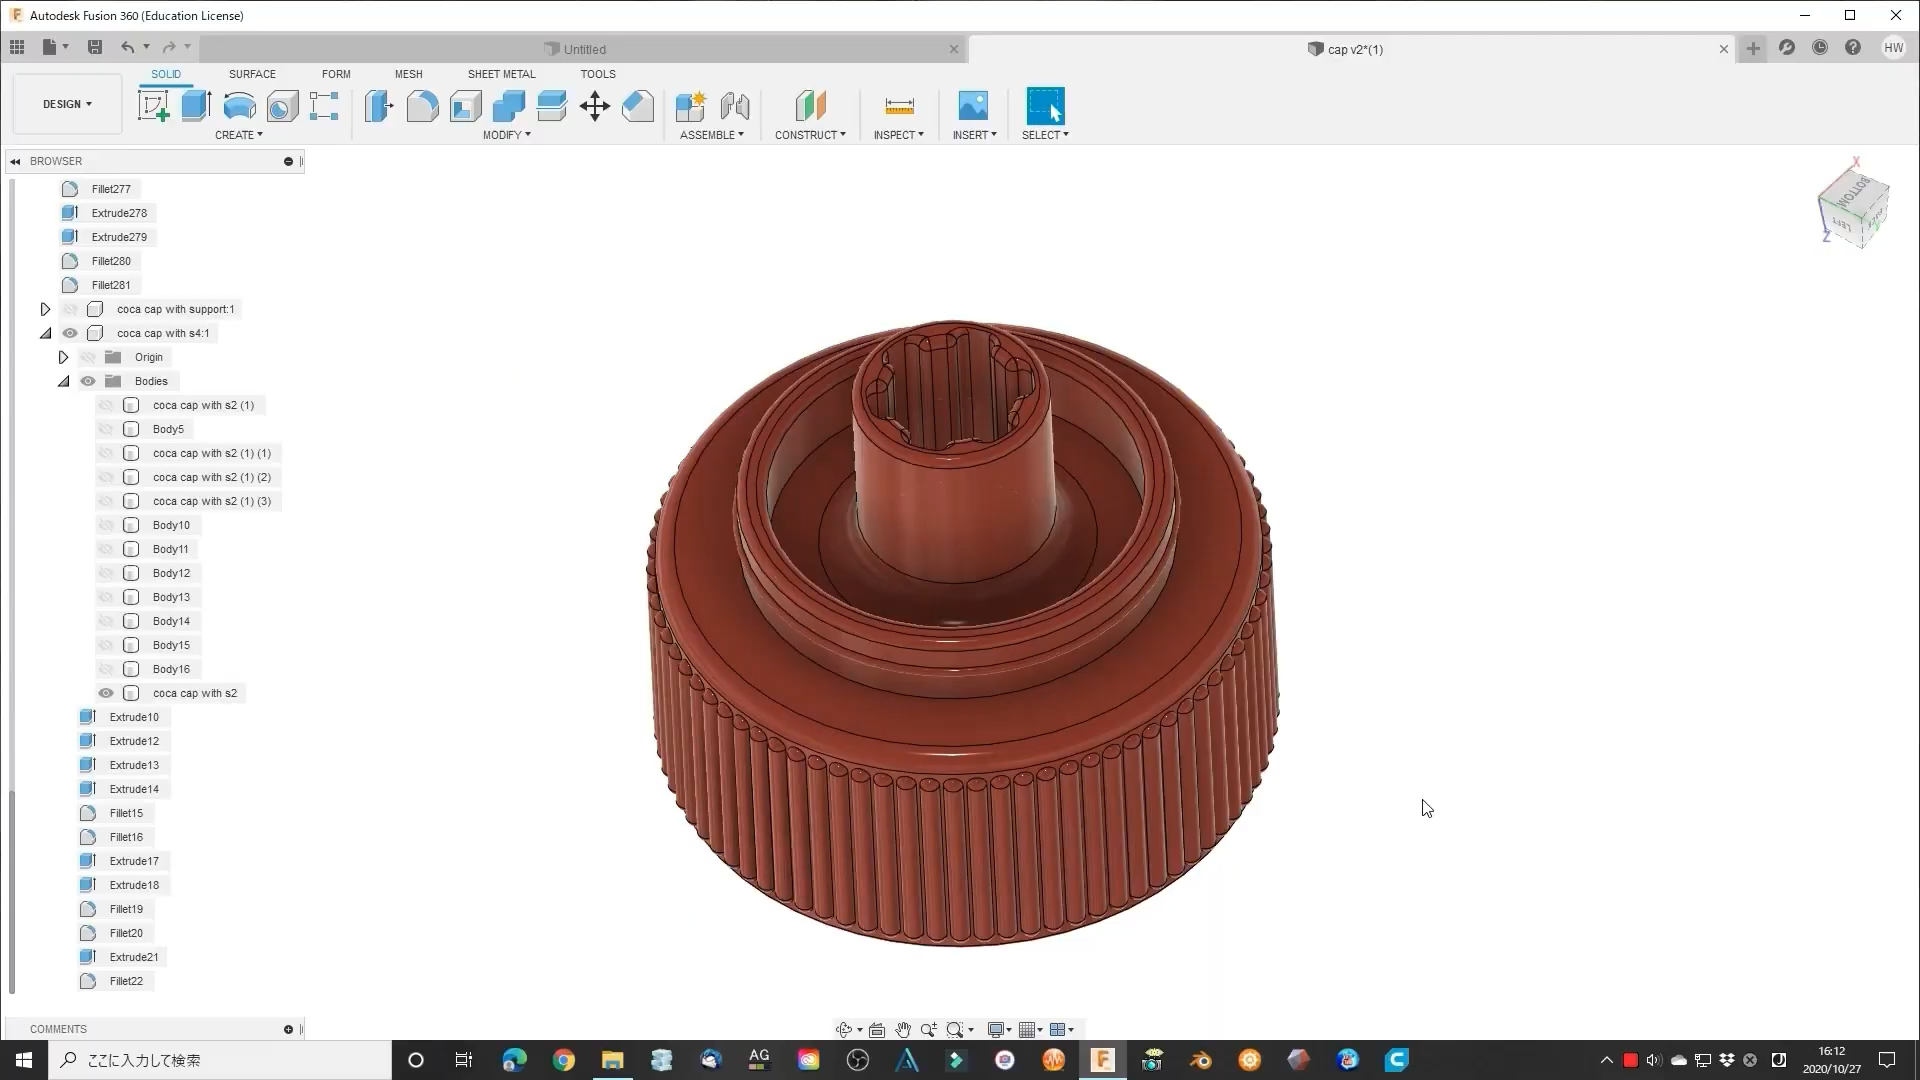 Autodesk Fusion 360 (Education License)
Untitled
cap v2*(1)
HW
DESIGN
SOLID
SURFACE
FORM
MESH
SHEET METAL
TOOLS
CREATE
MODIFY
ASSEMBLE
CONSTRUCT
INSPECT
INSERT
SELECT
BROWSER
Fillet277
Extrude278
Extrude279
Fillet280
Fillet281
coca cap with support:1
coca cap with s4:1
Origin
Bodies
coca cap with s2 (1)
Body5
coca cap with s2 (1) (1)
coca cap with s2 (1) (2)
coca cap with s2 (1) (3)
Body10
Body11
Body12
Body13
Body14
Body15
Body16
coca cap with s2
Extrude10
Extrude12
Extrude13
Extrude14
Fillet15
Fillet16
Extrude17
Extrude18
Fillet19
Fillet20
Extrude21
Fillet22
X
BOTTOM
LEFT
Z
COMMENTS
ここに入力して検索
AG
16:12
2020/10/27